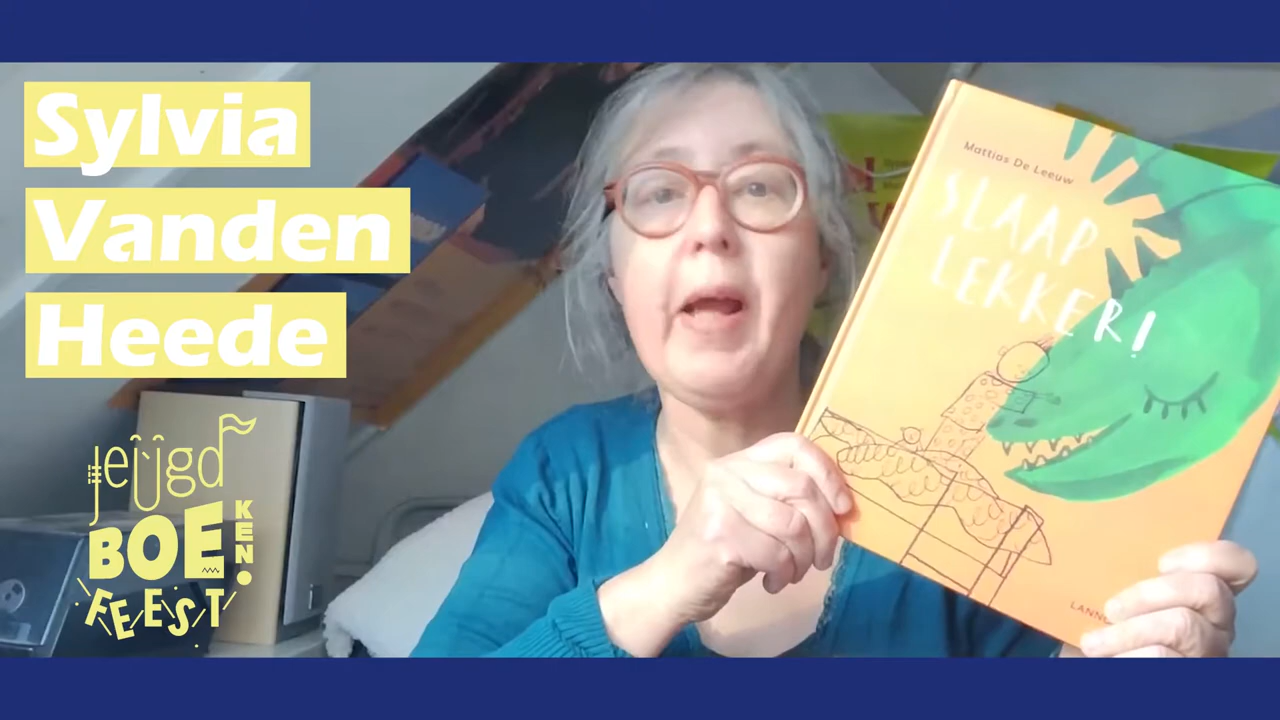 Sylvia
Vanden
Heede
jeugd
BOE
KEN.
FEEST
Mattias De Leeuw
SLAAP
LEKKER!